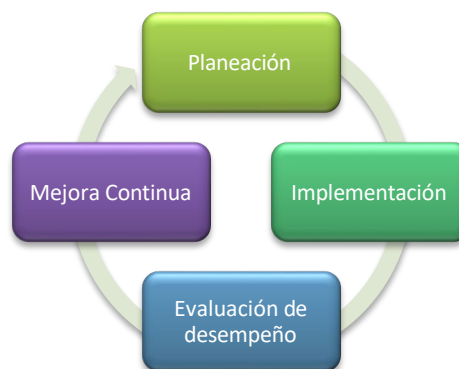 Planeación
Implementación
Evaluación de
desempeño
Mejora Continua